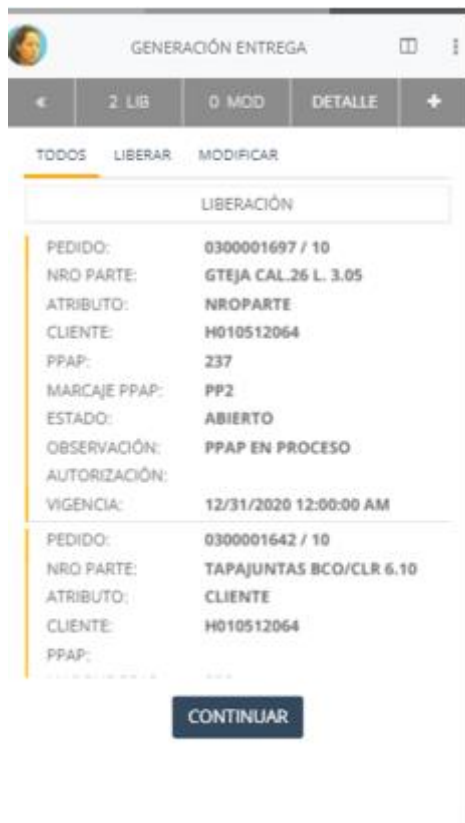 GENERACIÓN ENTREGA
« 2 LIB 0 MOD DETALLE +
TODOS LIBERAR MODIFICAR
LIBERACIÓN
PEDIDO: 0300001697 / 10
NRO PARTE: GTEJA CAL.26 L. 3.05
ATRIBUTO: NROPARTE
CLIENTE: H010512064
PPAP: 237
MARCAJE PPAP: PP2
ESTADO: ABIERTO
OBSERVACIÓN: PPAP EN PROCESO
AUTORIZACIÓN:
VIGENCIA: 12/31/2020 12:00:00 AM
PEDIDO: 0300001642 / 10
NRO PARTE: TAPAJUNTAS BCO/CLR 6.10
ATRIBUTO: CLIENTE
CLIENTE: H010512064
PPAP:
CONTINUAR